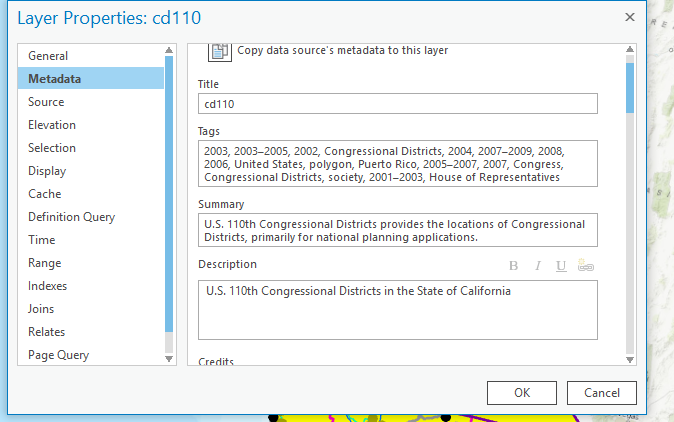 Layer Properties: cd110
General
Metadata
Source
Elevation
Selection
Display
Cache
Definition Query
Time
Range
Indexes
Joins
Relates
Page Query
Copy data source's metadata to this layer
Title
cd110
Tags
2003, 2003–2005, 2002, Congressional Districts, 2004, 2007–2009, 2008,
2006, United States, polygon, Puerto Rico, 2005–2007, 2007, Congress,
Congressional Districts, society, 2001–2003, House of Representatives
Summary
U.S. 110th Congressional Districts provides the locations of Congressional
Districts, primarily for national planning applications.
Description
B I U
U.S. 110th Congressional Districts in the State of California
Credits
OK
Cancel